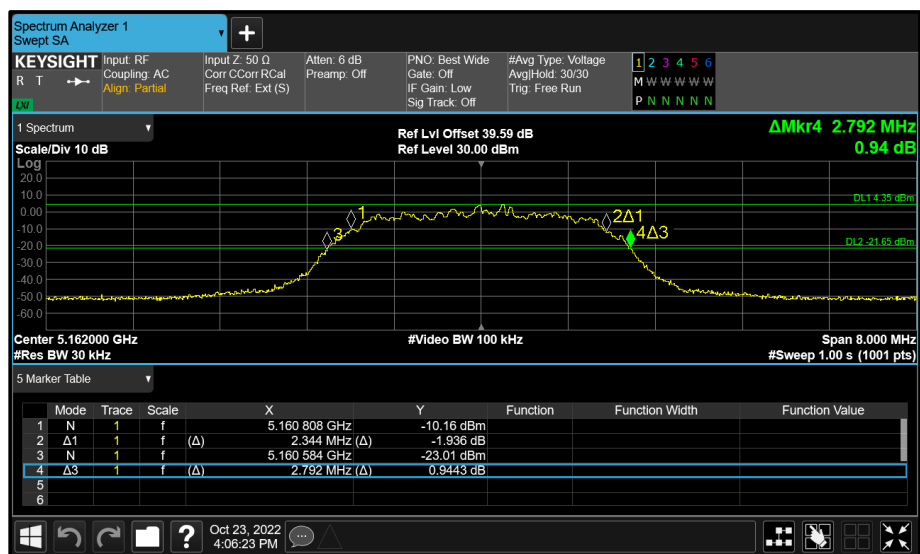 Spectrum Analyzer 1
Swept SA
+
KEYSIGHT
R T
LXI
Input: RF
Coupling: AC
Align: Partial
Input Z: 50 Ω
Corr CCorr RCal
Freq Ref: Ext (S)
Atten: 6 dB
Preamp: Off
PNO: Best Wide
Gate: Off
IF Gain: Low
Sig Track: Off
#Avg Type: Voltage
Avg|Hold: 30/30
Trig: Free Run
1 2 3 4 5 6
M W W W W W
P N N N N N
1 Spectrum
Scale/Div 10 dB
Ref Lvl Offset 39.59 dB
Ref Level 30.00 dBm
ΔMkr4 2.792 MHz
0.94 dB
Log
20.0
10.0
0.00
-10.0
-20.0
-30.0
-40.0
-50.0
-60.0
DL1 4.35 dBm
1
2Δ1
3
4Δ3
DL2 -21.65 dBm
Center 5.162000 GHz
#Res BW 30 kHz
#Video BW 100 kHz
Span 8.000 MHz
#Sweep 1.00 s (1001 pts)
5 Marker Table
Mode Trace Scale X Y Function Function Width Function Value
1 N 1 f 5.160 808 GHz -10.16 dBm
2 Δ1 1 f (Δ) 2.344 MHz (Δ) -1.936 dB
3 N 1 f 5.160 584 GHz -23.01 dBm
4 Δ3 1 f (Δ) 2.792 MHz (Δ) 0.9443 dB
5
6
?
Oct 23, 2022
4:06:23 PM